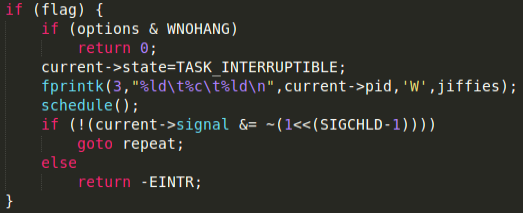 if (flag) {
    if (options & WNOHANG)
        return 0;
    current->state=TASK_INTERRUPTIBLE;
    fprintk(3,"%ld\t%c\t%ld\n",current->pid,'W',jiffies);
    schedule();
    if (!(current->signal &= ~(1<<(SIGCHLD-1))))
        goto repeat;
    else
        return -EINTR;
}